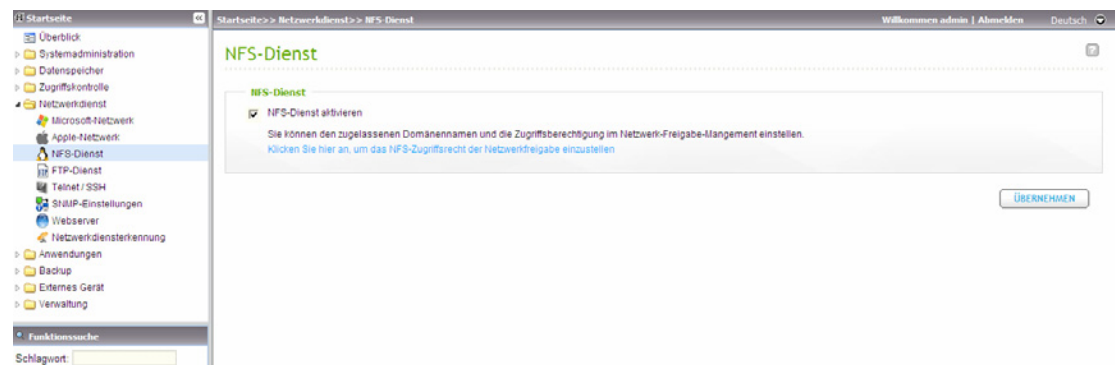 Startseite
Startseite>> Netzwerkdienst>> NFS-Dienst
Willkommen admin | Abmelden
Deutsch
Überblick
Systemadministration
Datenspeicher
Zugriffskontrolle
Netzwerkdienst
Microsoft-Netzwerk
Apple-Netzwerk
NFS-Dienst
FTP-Dienst
Telnet / SSH
SNMP-Einstellungen
Webserver
Netzwerkdiensterkennung
Anwendungen
Backup
Externes Gerät
Verwaltung
Funktionssuche
Schlagwort:
NFS-Dienst
NFS-Dienst
NFS-Dienst aktivieren
Sie können den zugelassenen Domänennamen und die Zugriffsberechtigung im Netzwerk-Freigabe-Mangement einstellen.
Klicken Sie hier an, um das NFS-Zugriffsrecht der Netzwerkfreigabe einzustellen
ÜBERNEHMEN